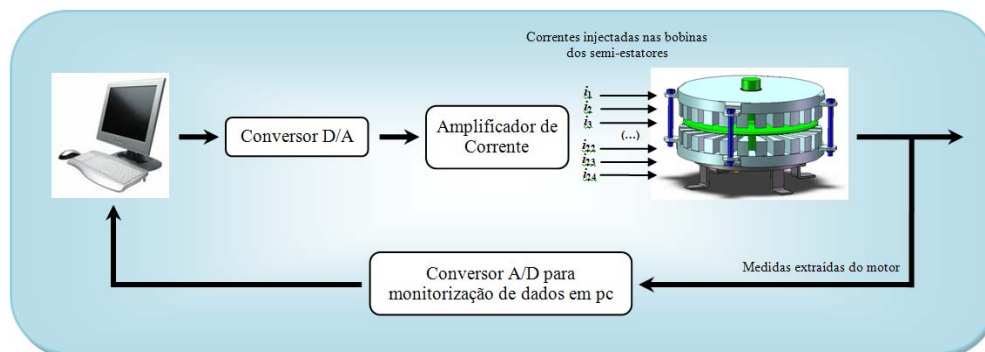 Correntes injectadas nas bobinas
dos semi-estatores
Conversor D/A
Amplificador de
Corrente
i1
i2
i3
(...)
i22
i23
i24
Medidas extraídas do motor
Conversor A/D para
monitorização de dados em pc